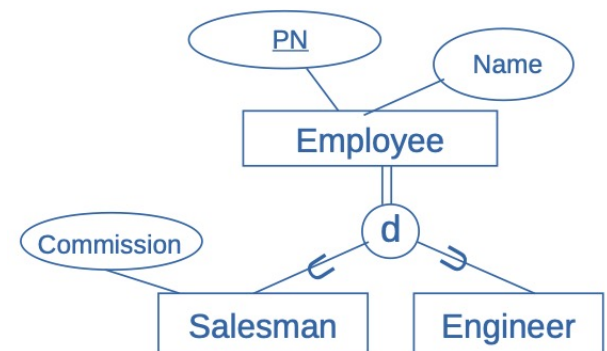 PN
Name
Employee
d
Commission
Salesman
Engineer